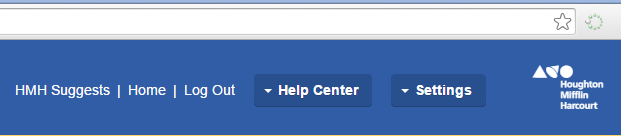 HMH Suggests | Home | Log Out Help Center Settings
Houghton
Mifflin
Harcourt